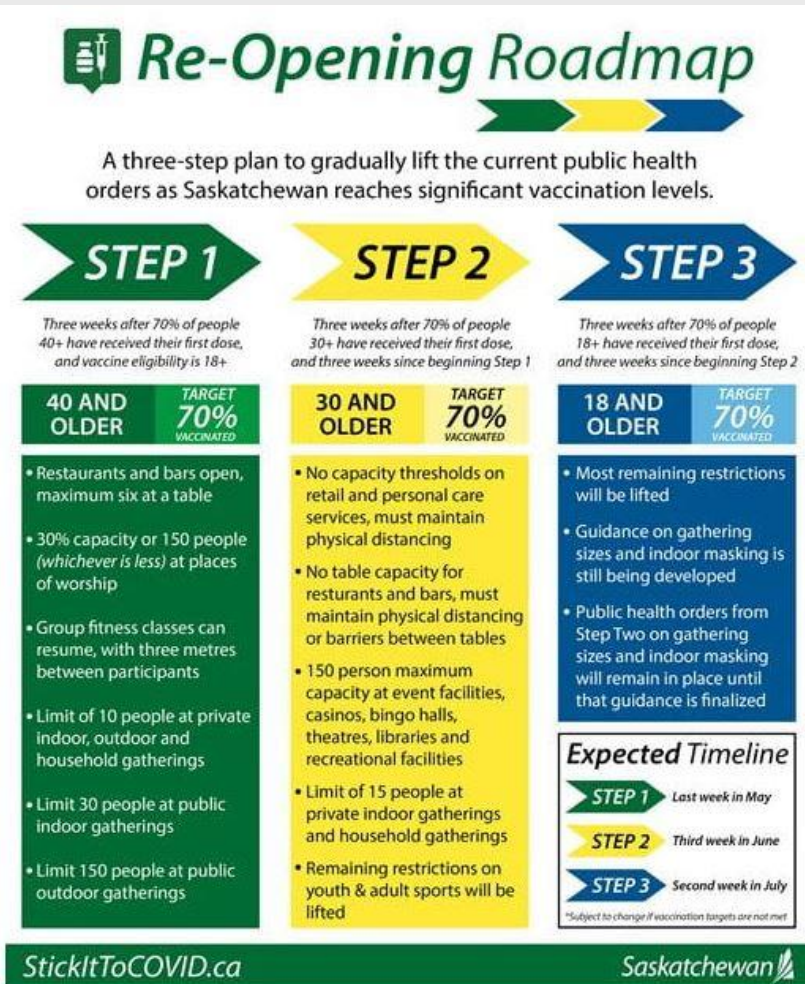 Re-Opening Roadmap
A three-step plan to gradually lift the current public health
orders as Saskatchewan reaches significant vaccination levels.
STEP 1
Three weeks after 70% of people
40+ have received their first dose,
and vaccine eligibility is 18+
40 AND
OLDER
TARGET
70%
VACCINATED
• Restaurants and bars open,
maximum six at a table
• 30% capacity or 150 people
(whichever is less) at places
of worship
• Group fitness classes can
resume, with three metres
between participants
• Limit of 10 people at private
indoor, outdoor and
household gatherings
• Limit 30 people at public
indoor gatherings
• Limit 150 people at public
outdoor gatherings
STEP 2
Three weeks after 70% of people
30+ have received their first dose,
and three weeks since beginning Step 1
30 AND
OLDER
TARGET
70%
VACCINATED
• No capacity thresholds on
retail and personal care
services, must maintain
physical distancing
• No table capacity for
resturants and bars, must
maintain physical distancing
or barriers between tables
• 150 person maximum
capacity at event facilities,
casinos, bingo halls,
theatres, libraries and
recreational facilities
• Limit of 15 people at
private indoor gatherings
and household gatherings
• Remaining restrictions on
youth & adult sports will be
lifted
STEP 3
Three weeks after 70% of people
18+ have received their first dose,
and three weeks since beginning Step 2
18 AND
OLDER
TARGET
70%
VACCINATED
• Most remaining restrictions
will be lifted
• Guidance on gathering
sizes and indoor masking is
still being developed
• Public health orders from
Step Two on gathering
sizes and indoor masking
will remain in place until
that guidance is finalized
Expected Timeline
STEP 1 Last week in May
STEP 2 Third week in June
STEP 3 Second week in July
*Subject to change if vaccination targets are not met
StickItToCOVID.ca
Saskatchewan